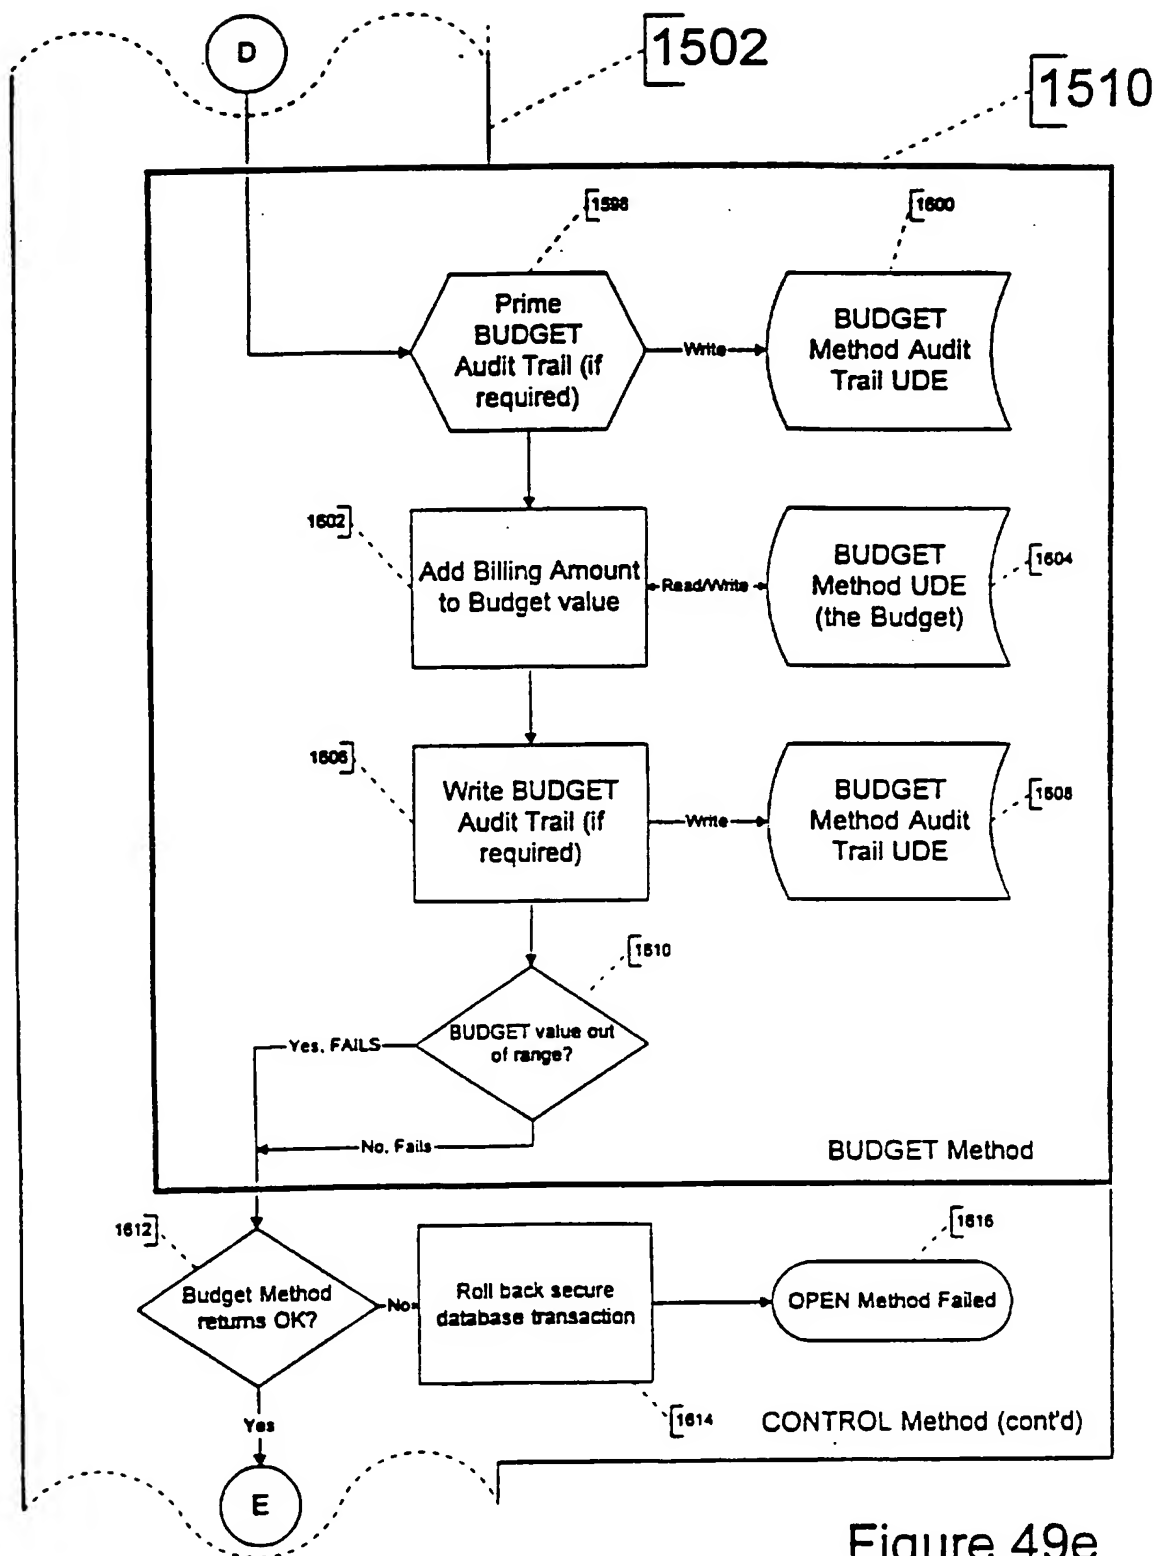 D
1502
1510
1598
1600
Prime
BUDGET
Audit Trail (if
required)
Write
BUDGET
Method Audit
Trail UDE
1602
Add Billing Amount
to Budget value
Read/Write
BUDGET
Method UDE
(the Budget)
1604
1606
Write BUDGET
Audit Trail (if
required)
Write
BUDGET
Method Audit
Trail UDE
1608
1610
BUDGET value out
of range?
Yes, FAILS
No, Fails
BUDGET Method
1612
Budget Method
returns OK?
No
Roll back secure
database transaction
1616
OPEN Method Failed
1614
CONTROL Method (cont'd)
Yes
E
Figure 49e